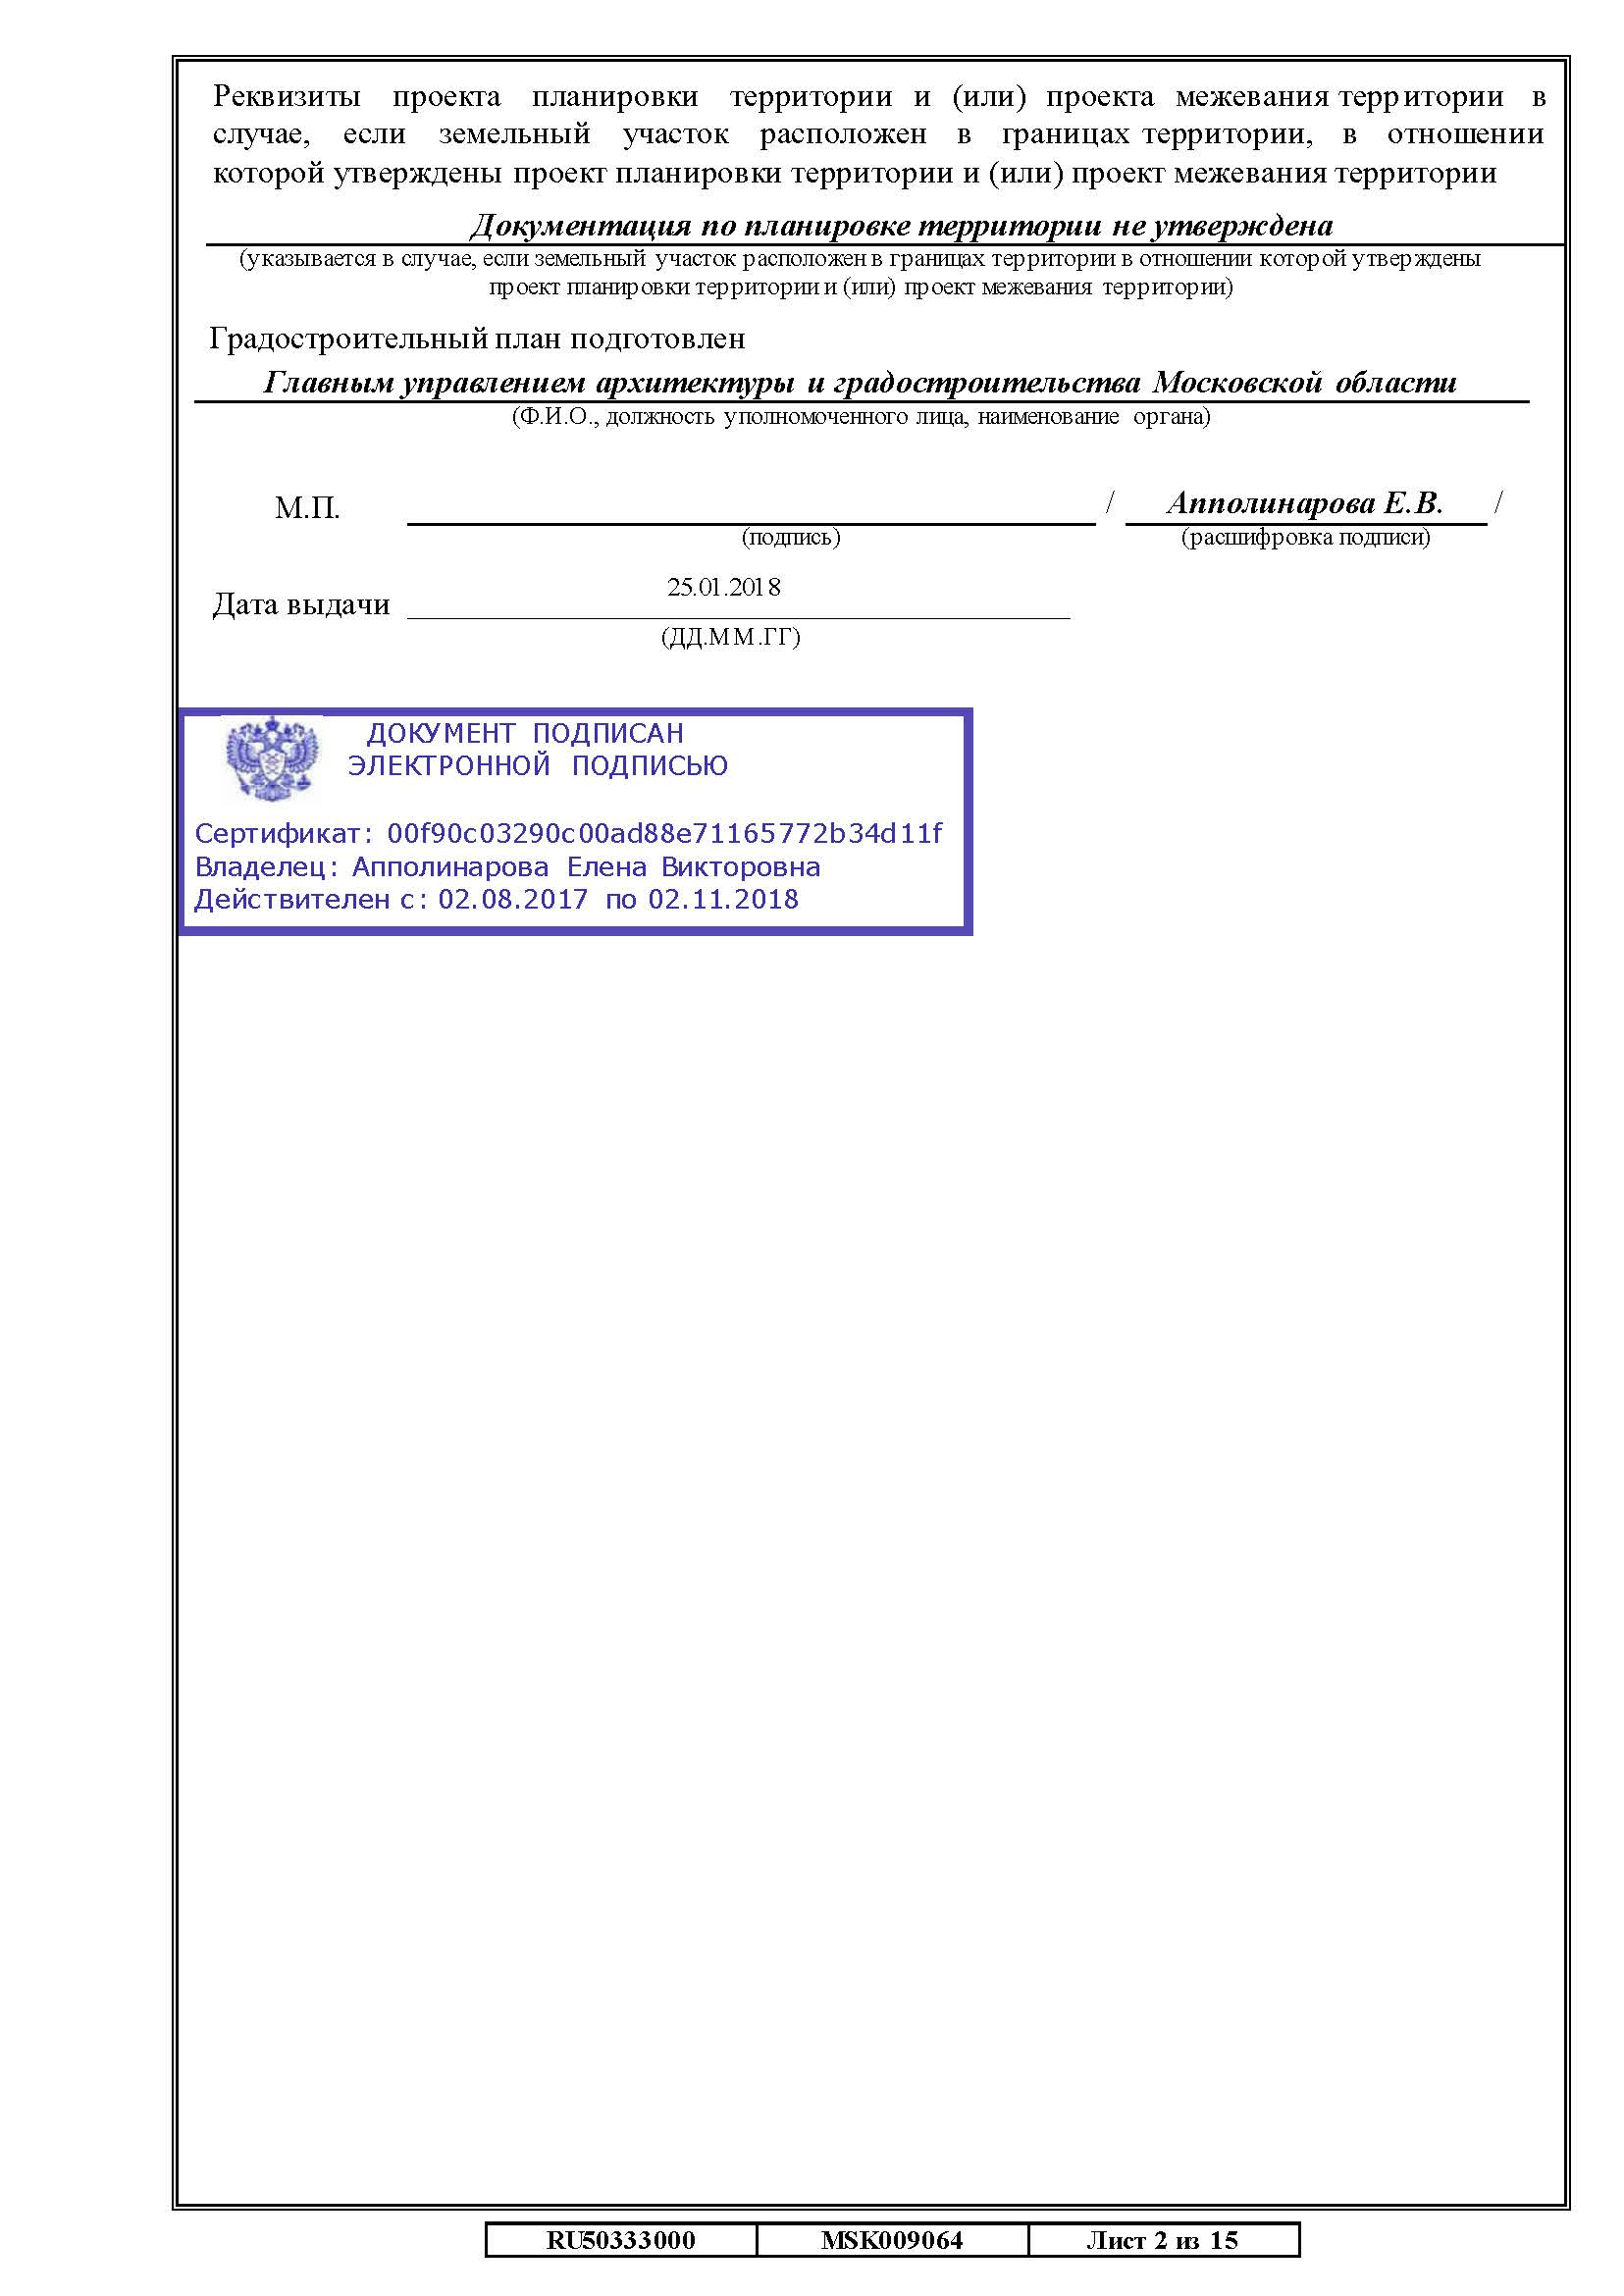 Реквизиты проекта планировки территории и (или) проекта межевания территории в
случае, если земельный участок расположен в границах территории, в отношении
которой утверждены проект планировки территории и (или) проект межевания территории
Документация по планировке территории не утверждена
(указывается в случае, если земельный участок расположен в границах территории в отношении которой утверждены
проект планировки территории и (или) проект межевания территории)
Градостроительный план подготовлен
Главным управлением архитектуры и градостроительства Московской области
(Ф.И.О., должность уполномоченного лица, наименование органа)
М.П. / Апполинарова Е.В. /
(подпись) (расшифровка подписи)
25.01.2018
Дата выдачи
(ДД.ММ.ГГ)
ДОКУМЕНТ ПОДПИСАН
ЭЛЕКТРОННОЙ ПОДПИСЬЮ
Сертификат: 00f90c03290c00ad88e71165772b34d11f
Владелец: Апполинарова Елена Викторовна
Действителен с: 02.08.2017 по 02.11.2018
RU50333000 MSK009064 Лист 2 из 15